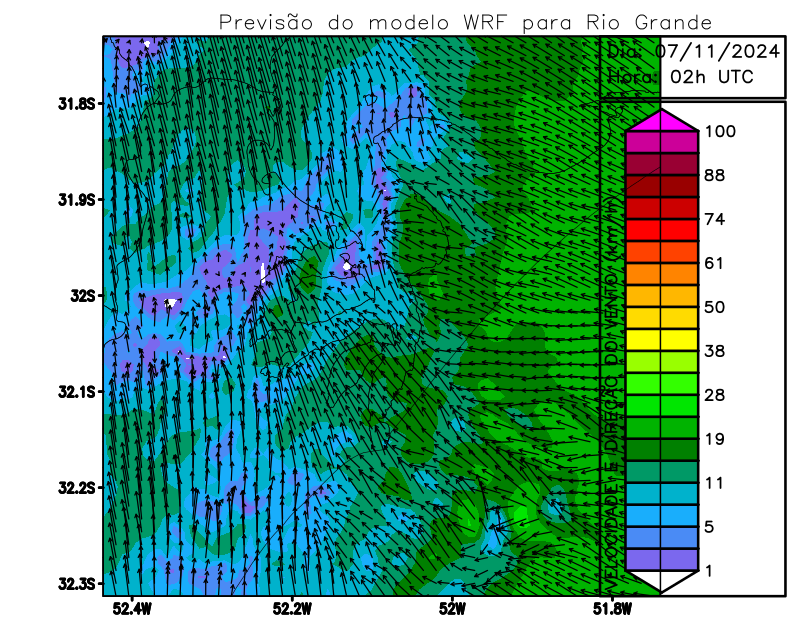 Previsão do modelo WRF para Rio Grande
Dia: 07/11/2024
Hora: 02h UTC
31.8S
31.9S
32S
32.1S
32.2S
32.3S
52.4W
52.2W
52W
51.8W
VELOCIDADE E DIREÇÃO DO VENTO (km/h)
100
88
74
61
50
38
28
19
11
5
1